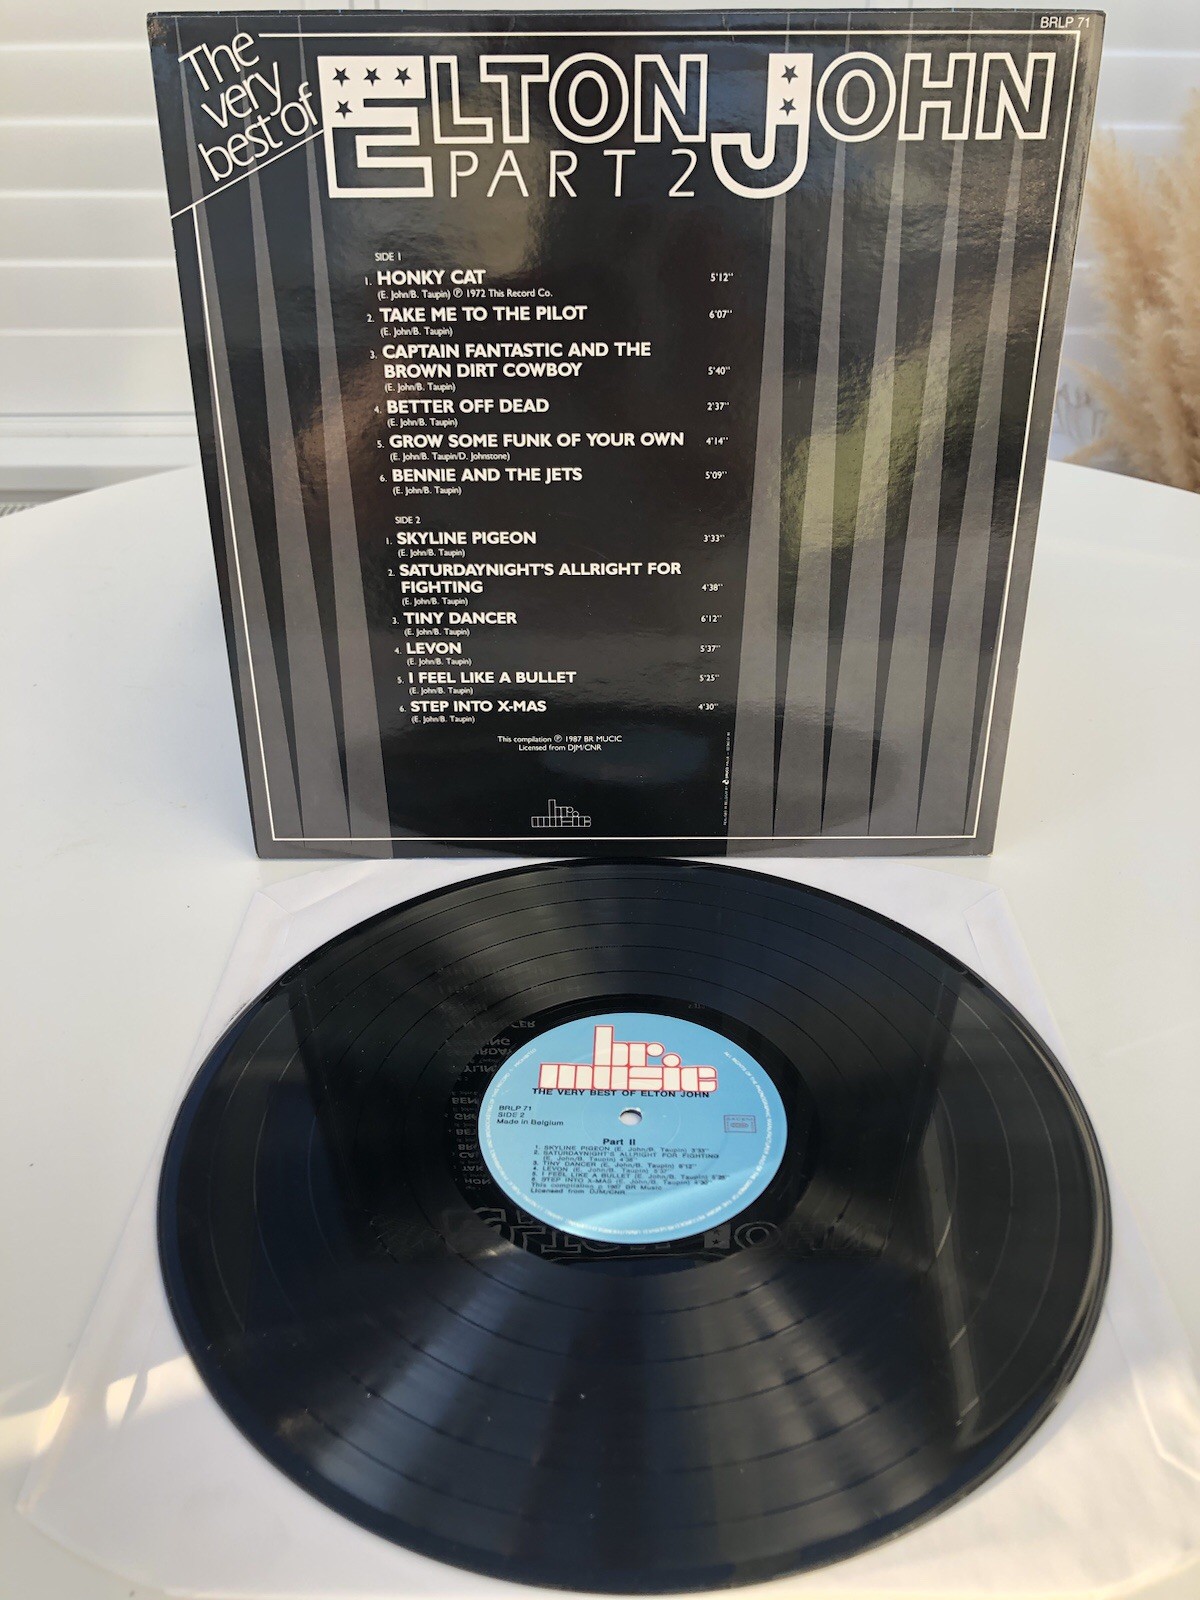 BRLP 71
The
very
best of
ELTON JOHN
PART 2
SIDE 1
1. HONKY CAT 5'12"
(E. John/B. Taupin) ℗ 1972 This Record Co.
2. TAKE ME TO THE PILOT 6'07"
(E. John/B. Taupin)
3. CAPTAIN FANTASTIC AND THE
BROWN DIRT COWBOY 5'40"
(E. John/B. Taupin)
4. BETTER OFF DEAD 2'37"
(E. John/B. Taupin)
5. GROW SOME FUNK OF YOUR OWN 4'14"
(E. John/B. Taupin/D. Johnstone)
6. BENNIE AND THE JETS 5'09"
(E. John/B. Taupin)
SIDE 2
1. SKYLINE PIGEON 3'33"
(E. John/B. Taupin)
2. SATURDAYNIGHT'S ALLRIGHT FOR
FIGHTING 4'38"
(E. John/B. Taupin)
3. TINY DANCER 6'12"
(E. John/B. Taupin)
4. LEVON 5'37"
(E. John/B. Taupin)
5. I FEEL LIKE A BULLET 5'25"
(E. John/B. Taupin)
6. STEP INTO X-MAS 4'30"
(E. John/B. Taupin)
This compilation ℗ 1987 BR MUCIC
Licensed from DJM/CNR
br.
music
br.
music
THE VERY BEST OF ELTON JOHN
BRLP 71
SIDE 2
Made in Belgium
Part II
1. SKYLINE PIGEON (E. John/B. Taupin) 3'33"
2. SATURDAYNIGHT'S ALLRIGHT FOR FIGHTING
(E. John/B. Taupin) 4'38"
3. TINY DANCER (E. John/B. Taupin) 6'12"
4. LEVON (E. John/B. Taupin) 5'37"
5. I FEEL LIKE A BULLET (E. John/B. Taupin) 5'25"
6. STEP INTO X-MAS (E. John/B. Taupin) 4'30"
This compilation p 1987 BR Music
Licensed from DJM/CNR